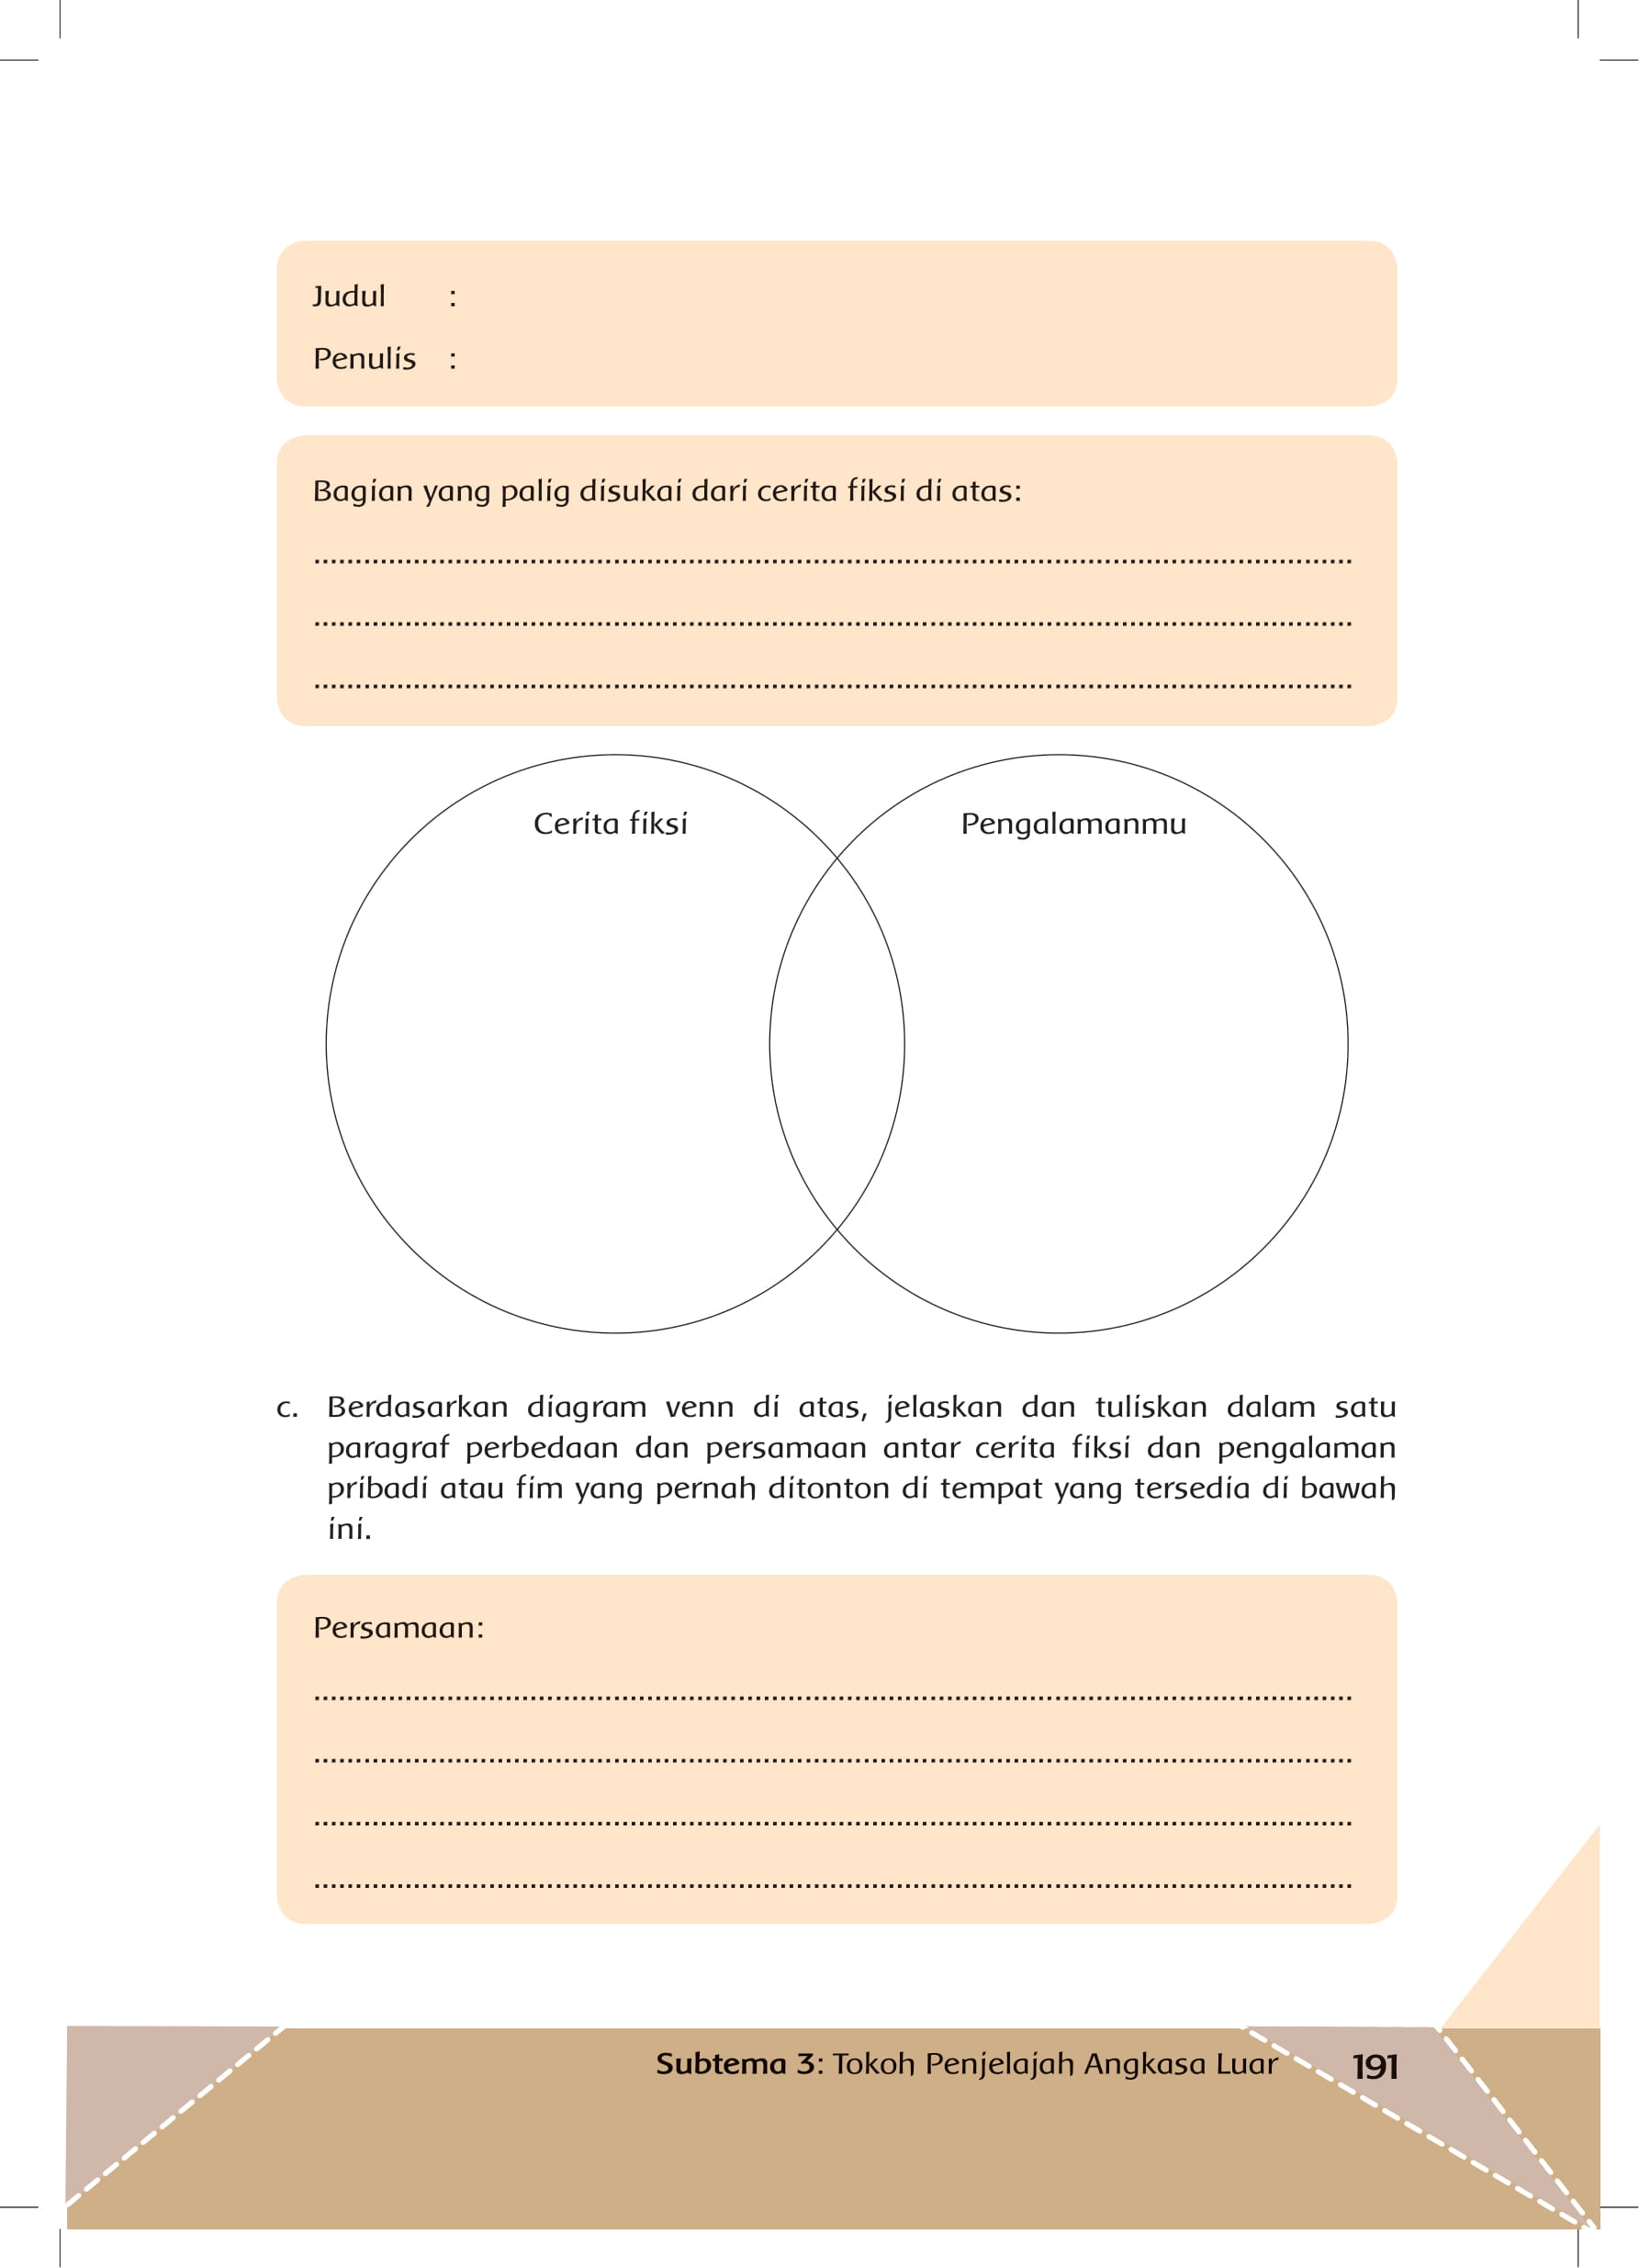 Judul :
Penulis :
Bagian yang palig disukai dari cerita fiksi di atas:
................................................................................................................................
................................................................................................................................
................................................................................................................................
Cerita fiksi Pengalamanmu
c. Berdasarkan diagram venn di atas, jelaskan dan tuliskan dalam satu
paragraf perbedaan dan persamaan antar cerita fiksi dan pengalaman
pribadi atau fim yang pernah ditonton di tempat yang tersedia di bawah
ini.
Persamaan:
................................................................................................................................
................................................................................................................................
................................................................................................................................
................................................................................................................................
Subtema 3: Tokoh Penjelajah Angkasa Luar 191